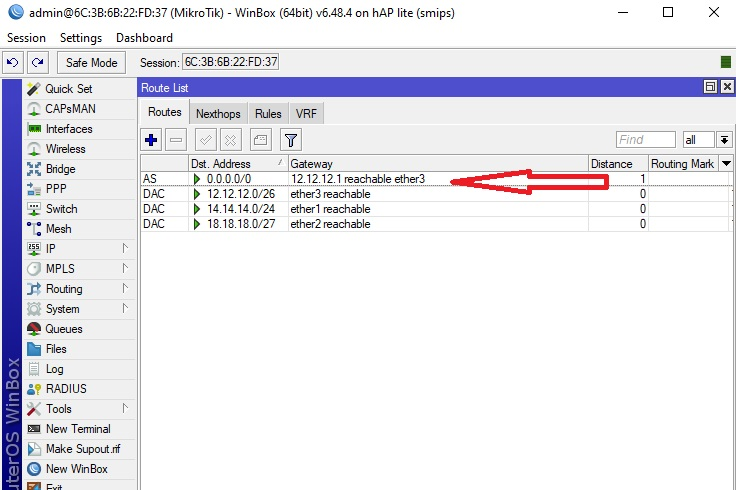 admin@6C:3B:6B:22:FD:37 (MikroTik) - WinBox (64bit) v6.48.4 on hAP lite (smips)
Session Settings Dashboard
Safe Mode Session: 6C:3B:6B:22:FD:37
Quick Set
CAPsMAN
Interfaces
Wireless
Bridge
PPP
Switch
Mesh
IP
MPLS
Routing
System
Queues
Files
Log
RADIUS
Tools
New Terminal
Make Supout.rif
New WinBox
Exit
uterOS WinBox
Route List
Routes Nexthops Rules VRF
Find all
Dst. Address Gateway Distance Routing Mark
AS 0.0.0.0/0 12.12.12.1 reachable ether3 1
DAC 12.12.12.0/26 ether3 reachable 0
DAC 14.14.14.0/24 ether1 reachable 0
DAC 18.18.18.0/27 ether2 reachable 0